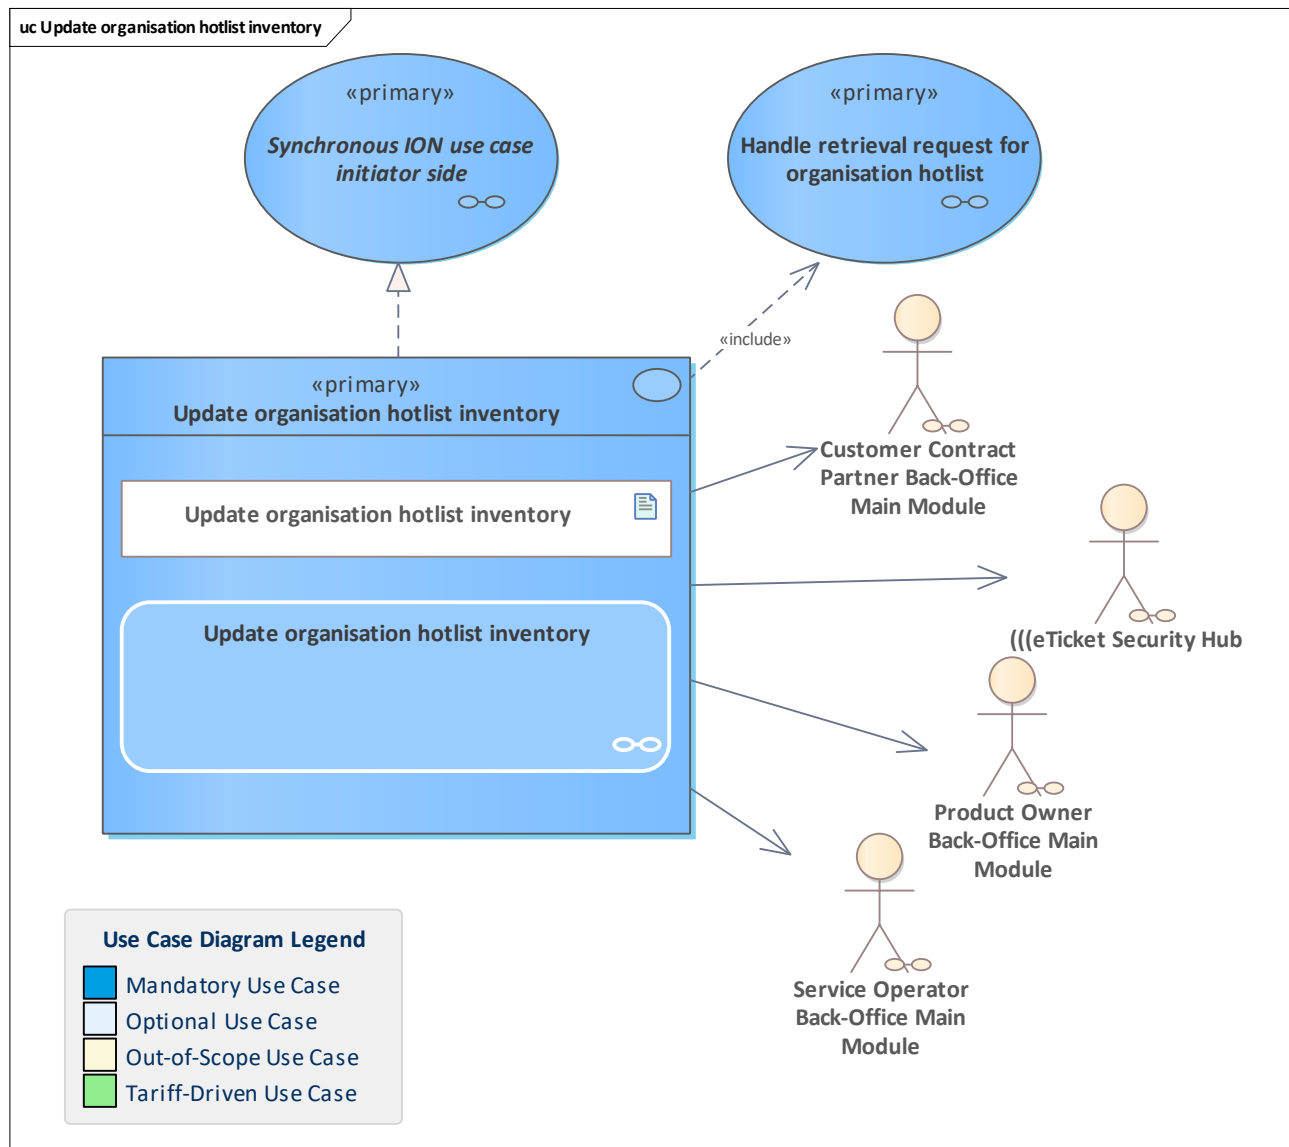 uc Update organisation hotlist inventory
«primary»
Synchronous ION use case
initiator side
«primary»
Handle retrieval request for
organisation hotlist
«include»
«primary»
Update organisation hotlist inventory
Update organisation hotlist inventory
Update organisation hotlist inventory
Customer Contract
Partner Back-Office
Main Module
(((eTicket Security Hub
Product Owner
Back-Office Main
Module
Service Operator
Back-Office Main
Module
Use Case Diagram Legend
Mandatory Use Case
Optional Use Case
Out-of-Scope Use Case
Tariff-Driven Use Case